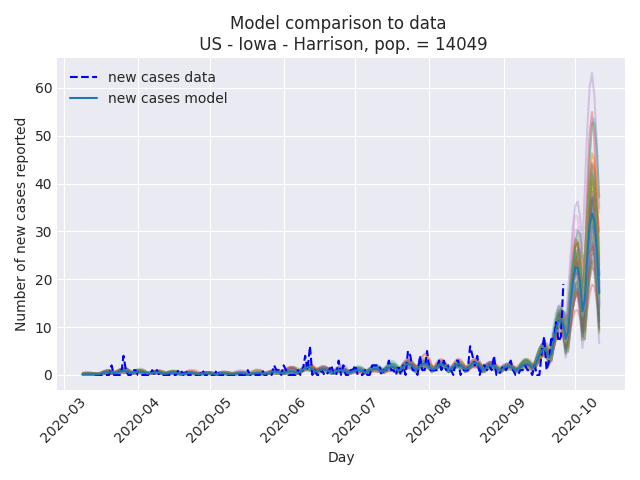 Model comparison to data
US - Iowa - Harrison, pop. = 14049
new cases data
new cases model
Number of new cases reported
60
50
40
30
20
10
0
2020-03
2020-04
2020-05
2020-06
2020-07
2020-08
2020-09
2020-10
Day